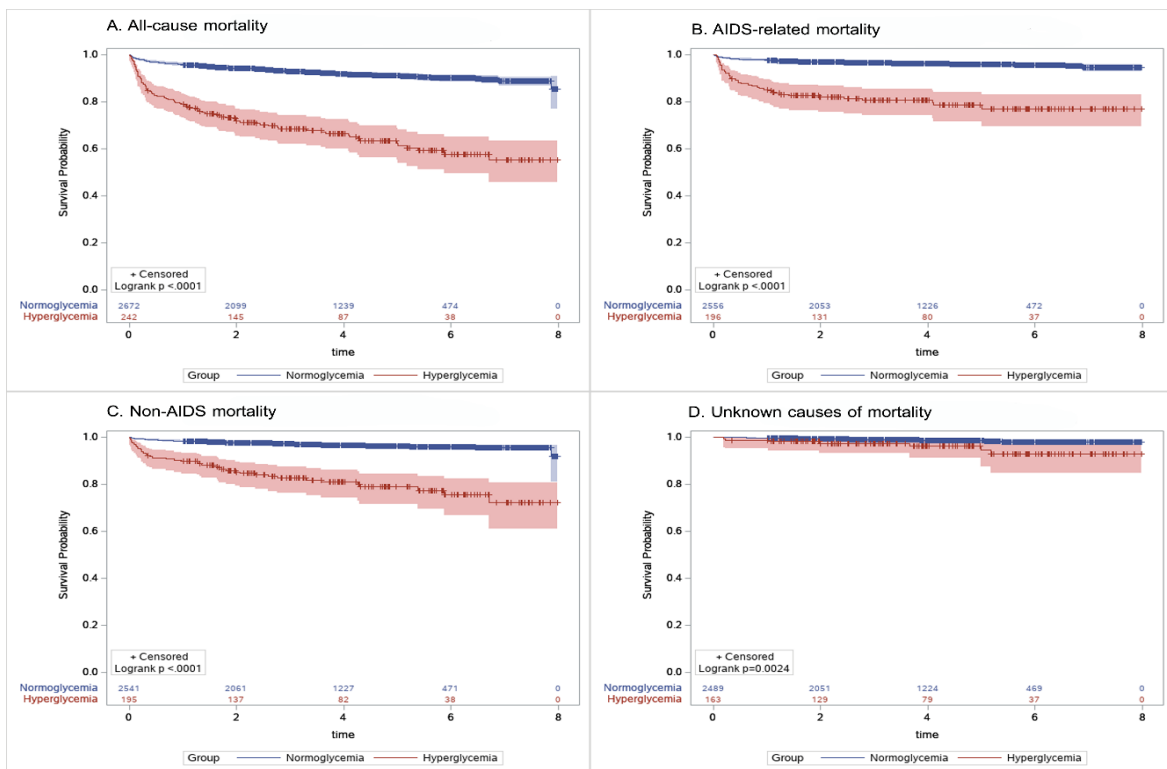 A. All-cause mortality
1.0
0.8
0.6
0.4
0.2
0.0
Survival Probability
+ Censored
Logrank p <.0001
Normoglycemia 2672 2099 1239 474 0
Hyperglycemia 242 145 87 38 0
0 2 4 6 8
time
Group Normoglycemia Hyperglycemia
B. AIDS-related mortality
1.0
0.8
0.6
0.4
0.2
0.0
Survival Probability
+ Censored
Logrank p <.0001
Normoglycemia 2556 2053 1226 472 0
Hyperglycemia 196 131 80 37 0
0 2 4 6 8
time
Group Normoglycemia Hyperglycemia
C. Non-AIDS mortality
1.0
0.8
0.6
0.4
0.2
0.0
Survival Probability
+ Censored
Logrank p <.0001
Normoglycemia 2541 2061 1227 471 0
Hyperglycemia 195 137 82 38 0
0 2 4 6 8
time
Group Normoglycemia Hyperglycemia
D. Unknown causes of mortality
1.0
0.8
0.6
0.4
0.2
0.0
Survival Probability
+ Censored
Logrank p=0.0024
Normoglycemia 2489 2051 1224 469 0
Hyperglycemia 163 129 79 37 0
0 2 4 6 8
time
Group Normoglycemia Hyperglycemia